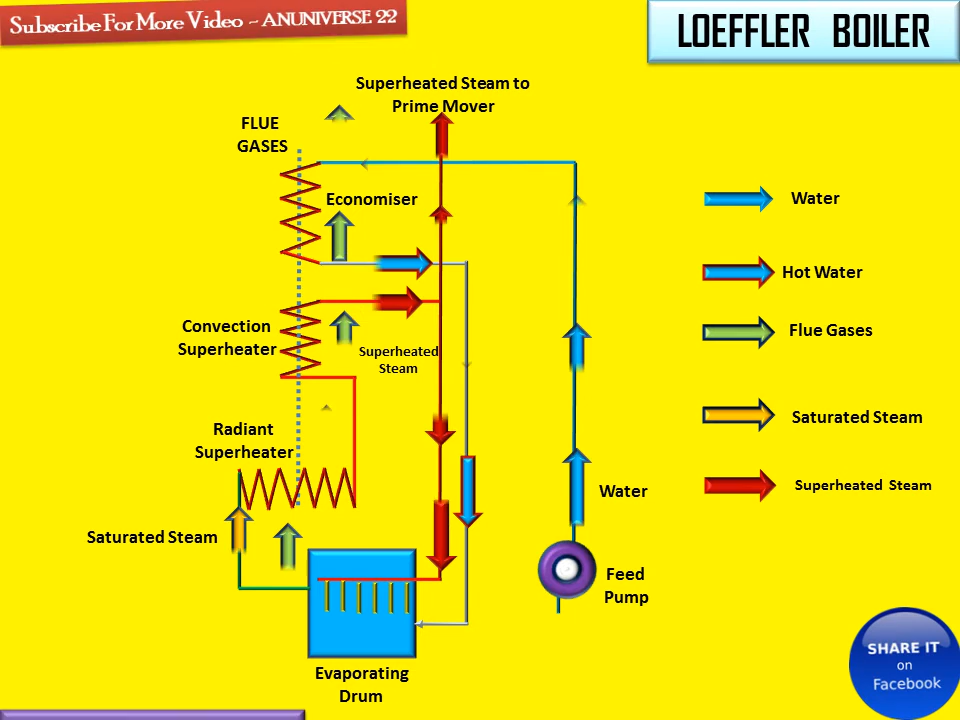 Subscribe For More Video ~ ANUNIVERSE 22
LOEFFLER BOILER
Superheated Steam to
Prime Mover
FLUE
GASES
Economiser
Water
Hot Water
Convection
Superheater
Superheated
Steam
Flue Gases
Radiant
Superheater
Saturated Steam
Water
Superheated Steam
Saturated Steam
Feed
Pump
Evaporating
Drum
SHARE IT
on
Facebook